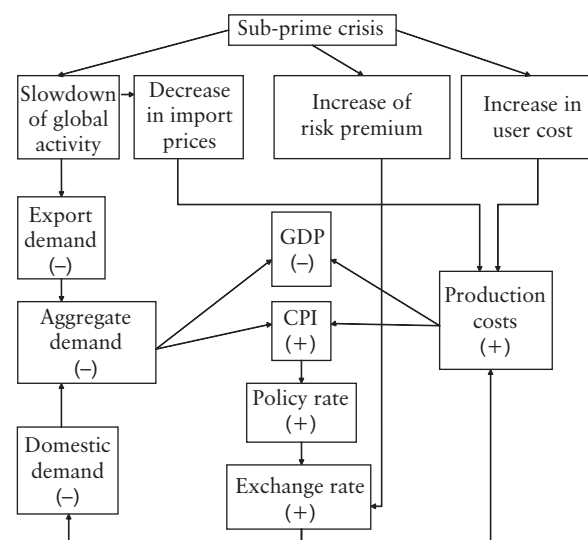 Sub-prime crisis
Slowdown
of global
activity
Decrease
in import
prices
Increase of
risk premium
Increase in
user cost
Export
demand
(–)
GDP
(–)
Aggregate
demand
(–)
CPI
(+)
Production
costs
(+)
Policy rate
(+)
Domestic
demand
(–)
Exchange rate
(+)